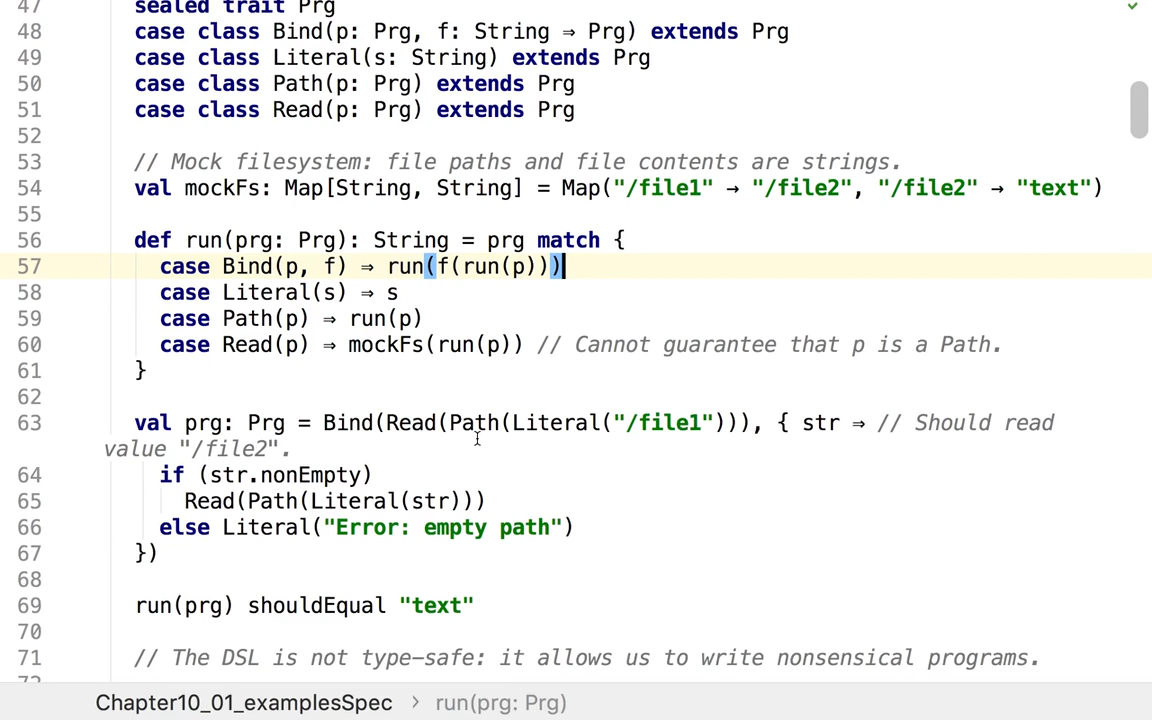 47 sealed trait Prg
48 case class Bind(p: Prg, f: String ⇒ Prg) extends Prg
49 case class Literal(s: String) extends Prg
50 case class Path(p: Prg) extends Prg
51 case class Read(p: Prg) extends Prg
52
53 // Mock filesystem: file paths and file contents are strings.
54 val mockFs: Map[String, String] = Map("/file1" → "/file2", "/file2" → "text")
55
56 def run(prg: Prg): String = prg match {
57 case Bind(p, f) ⇒ run(f(run(p)))
58 case Literal(s) ⇒ s
59 case Path(p) ⇒ run(p)
60 case Read(p) ⇒ mockFs(run(p)) // Cannot guarantee that p is a Path.
61 }
62
63 val prg: Prg = Bind(Read(Path(Literal("/file1"))), { str ⇒ // Should read
value "/file2".
64 if (str.nonEmpty)
65 Read(Path(Literal(str)))
66 else Literal("Error: empty path")
67 })
68
69 run(prg) shouldEqual "text"
70
71 // The DSL is not type-safe: it allows us to write nonsensical programs.
72
Chapter10_01_examplesSpec > run(prg: Prg)